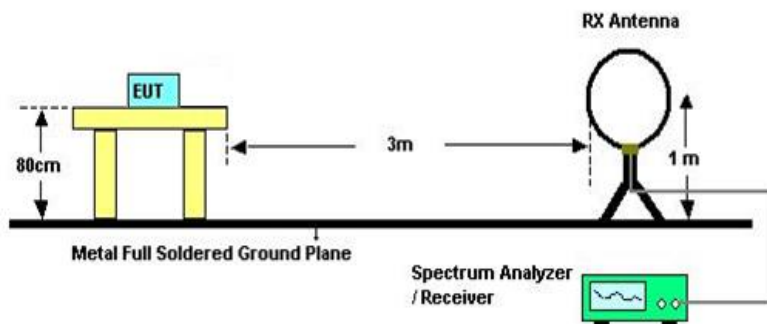 RX Antenna
EUT
3m
80cm
1 m
Metal Full Soldered Ground Plane
Spectrum Analyzer
/ Receiver